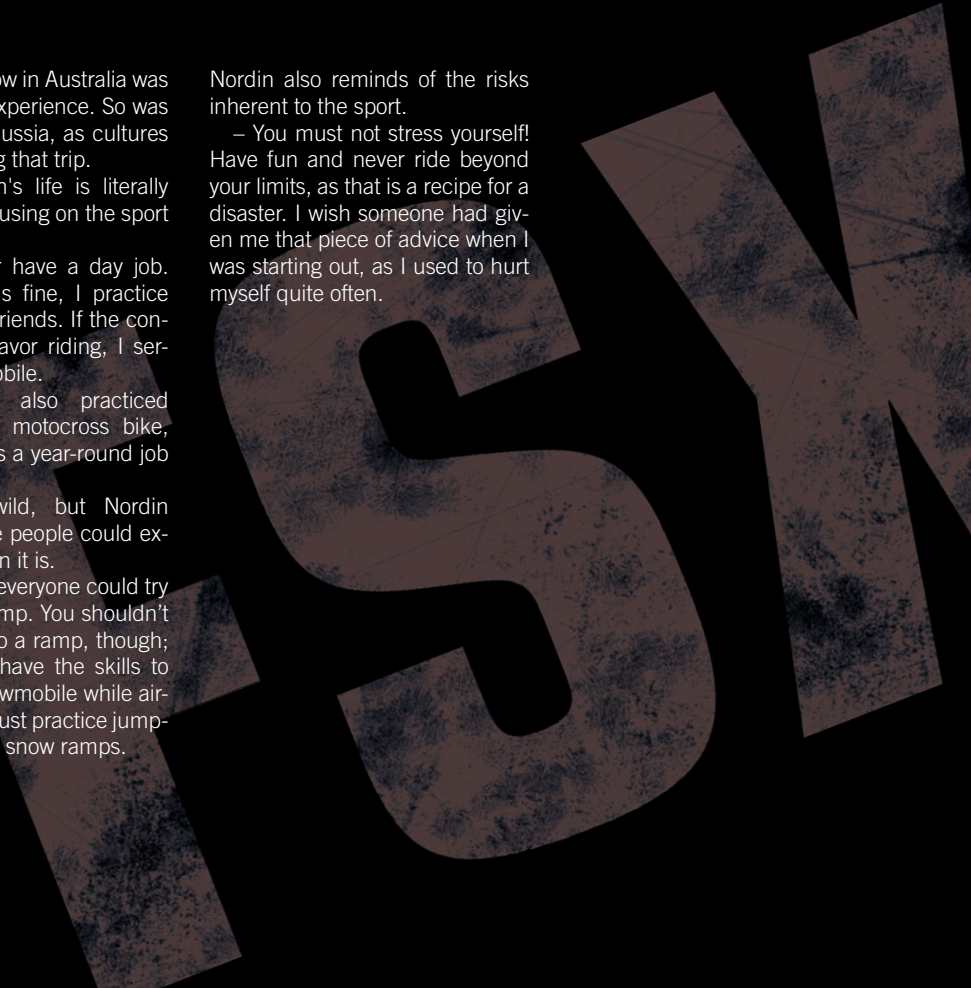 ow in Australia was
xperience. So was
ussia, as cultures
g that trip.
n's life is literally
using on the sport
r have a day job.
s fine, I practice
riends. If the con-
avor riding, I ser-
obile.
also practiced
motocross bike,
s a year-round job
wild, but Nordin
e people could ex-
n it is.
everyone could try
mp. You shouldn’t
o a ramp, though;
have the skills to
wmobile while air-
ust practice jump-
snow ramps.
Nordin also reminds of the risks
inherent to the sport.
– You must not stress yourself!
Have fun and never ride beyond
your limits, as that is a recipe for a
disaster. I wish someone had giv-
en me that piece of advice when I
was starting out, as I used to hurt
myself quite often.
FSX